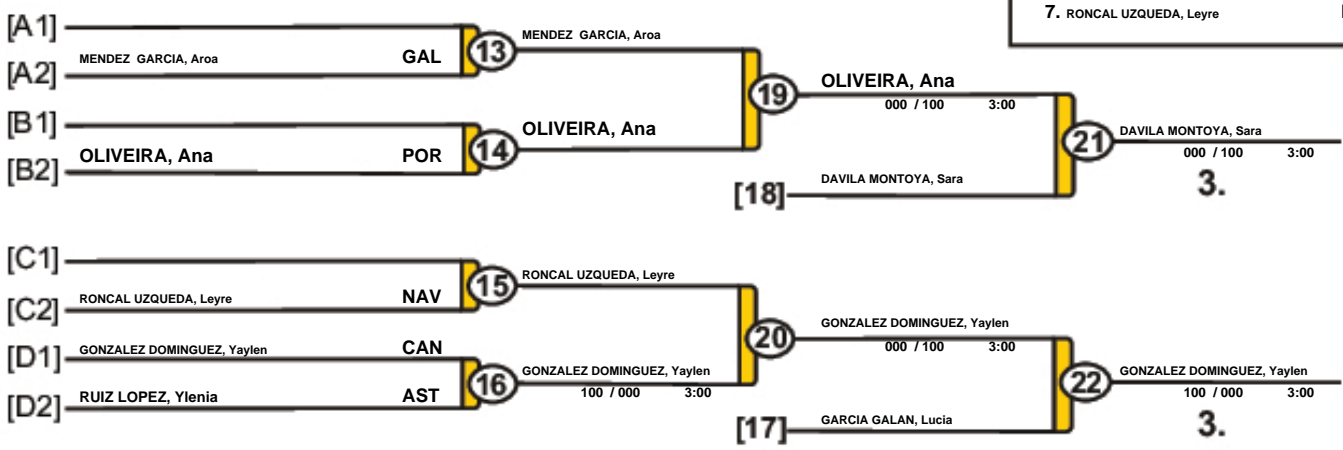 7. RONCAL UZQUEDA, Leyre
[A1]
MENDEZ GARCIA, Aroa GAL
[A2]
13
MENDEZ GARCIA, Aroa
[B1]
OLIVEIRA, Ana POR
[B2]
14
OLIVEIRA, Ana
19
OLIVEIRA, Ana
000 / 100 3:00
[18]
DAVILA MONTOYA, Sara
21
DAVILA MONTOYA, Sara
000 / 100 3:00
3.
[C1]
RONCAL UZQUEDA, Leyre NAV
[C2]
15
RONCAL UZQUEDA, Leyre
[D1]
GONZALEZ DOMINGUEZ, Yaylen CAN
RUIZ LOPEZ, Ylenia AST
[D2]
16
GONZALEZ DOMINGUEZ, Yaylen
100 / 000 3:00
20
GONZALEZ DOMINGUEZ, Yaylen
000 / 100 3:00
[17]
GARCIA GALAN, Lucia
22
GONZALEZ DOMINGUEZ, Yaylen
100 / 000 3:00
3.